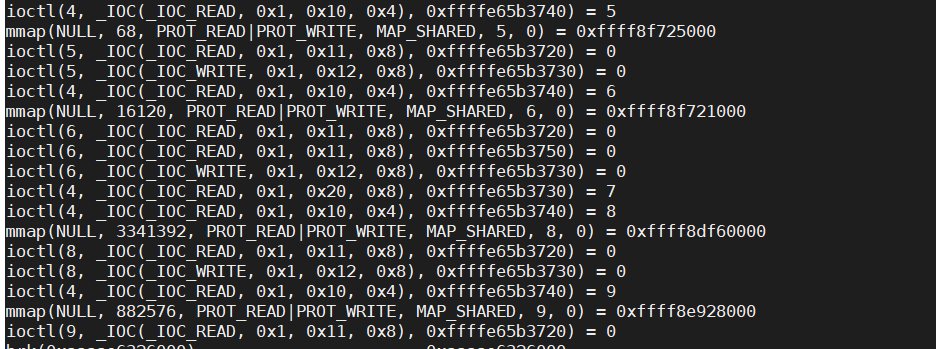 ioctl(4, _IOC(_IOC_READ, 0x1, 0x10, 0x4), 0xffffe65b3740) = 5
mmap(NULL, 68, PROT_READ|PROT_WRITE, MAP_SHARED, 5, 0) = 0xffff8f725000
ioctl(5, _IOC(_IOC_READ, 0x1, 0x11, 0x8), 0xffffe65b3720) = 0
ioctl(5, _IOC(_IOC_WRITE, 0x1, 0x12, 0x8), 0xffffe65b3730) = 0
ioctl(4, _IOC(_IOC_READ, 0x1, 0x10, 0x4), 0xffffe65b3740) = 6
mmap(NULL, 16120, PROT_READ|PROT_WRITE, MAP_SHARED, 6, 0) = 0xffff8f721000
ioctl(6, _IOC(_IOC_READ, 0x1, 0x11, 0x8), 0xffffe65b3720) = 0
ioctl(6, _IOC(_IOC_READ, 0x1, 0x11, 0x8), 0xffffe65b3750) = 0
ioctl(6, _IOC(_IOC_WRITE, 0x1, 0x12, 0x8), 0xffffe65b3730) = 0
ioctl(4, _IOC(_IOC_READ, 0x1, 0x20, 0x8), 0xffffe65b3730) = 7
ioctl(4, _IOC(_IOC_READ, 0x1, 0x10, 0x4), 0xffffe65b3740) = 8
mmap(NULL, 3341392, PROT_READ|PROT_WRITE, MAP_SHARED, 8, 0) = 0xffff8df60000
ioctl(8, _IOC(_IOC_READ, 0x1, 0x11, 0x8), 0xffffe65b3720) = 0
ioctl(8, _IOC(_IOC_WRITE, 0x1, 0x12, 0x8), 0xffffe65b3730) = 0
ioctl(4, _IOC(_IOC_READ, 0x1, 0x10, 0x4), 0xffffe65b3740) = 9
mmap(NULL, 882576, PROT_READ|PROT_WRITE, MAP_SHARED, 9, 0) = 0xffff8e928000
ioctl(9, _IOC(_IOC_READ, 0x1, 0x11, 0x8), 0xffffe65b3720) = 0